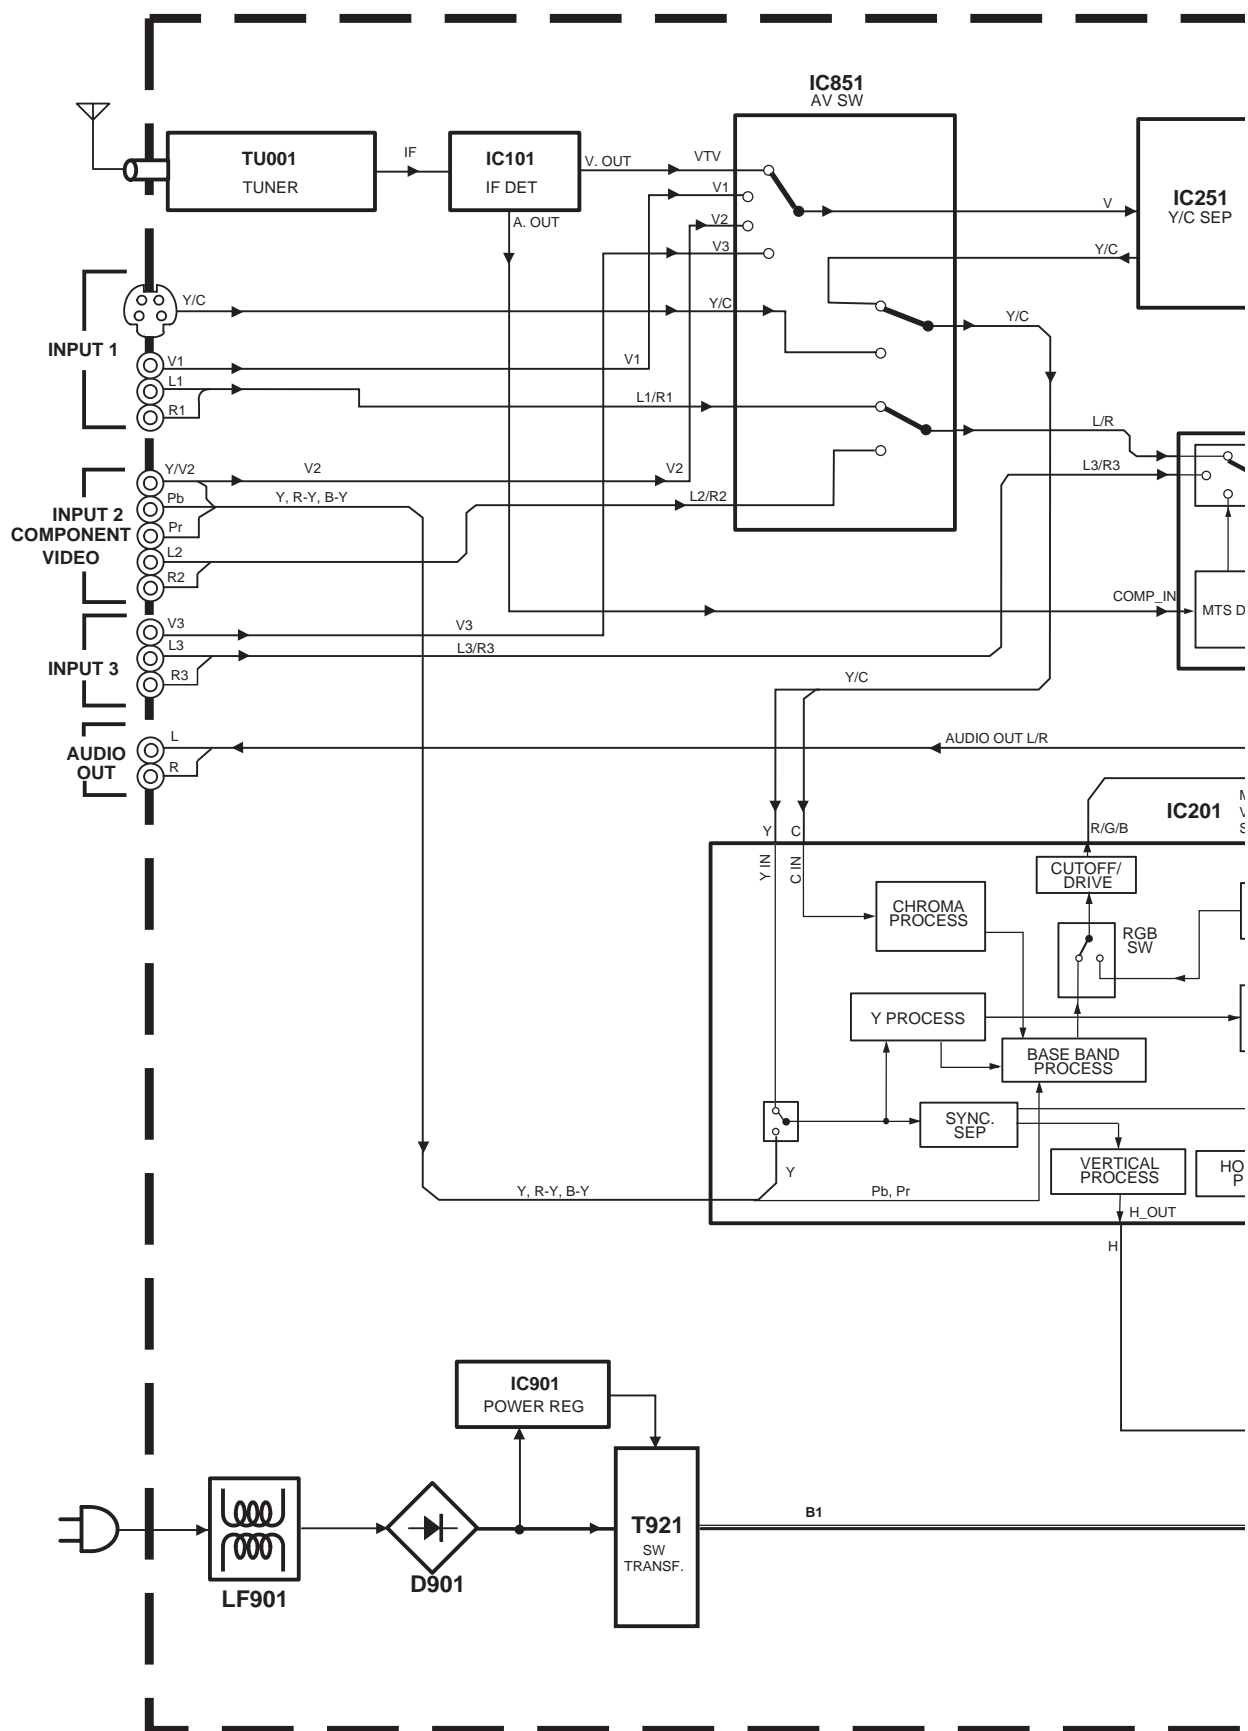 IC851
AV SW
TU001
TUNER
IF
IC101
IF DET
V. OUT
VTV
V1
V2
V3
A. OUT
V
IC251
Y/C SEP
Y/C
Y/C
Y/C
Y/C
INPUT 1
V1
V1
L1
R1
L1/R1
L/R
Y/V2
V2
V2
L3/R3
Pb
Y, R-Y, B-Y
L2/R2
INPUT 2
COMPONENT
VIDEO
Pr
L2
R2
COMP_IN
MTS D
V3
V3
L3
L3/R3
INPUT 3
R3
Y/C
L
AUDIO OUT L/R
AUDIO
OUT
R
IC201
M
V
S
R/G/B
Y
C
Y IN
C IN
CUTOFF/
DRIVE
CHROMA
PROCESS
RGB
SW
Y PROCESS
BASE BAND
PROCESS
SYNC.
SEP
VERTICAL
PROCESS
HO
P
Y
Y, R-Y, B-Y
Pb, Pr
H_OUT
H
IC901
POWER REG
B1
T921
SW
TRANSF.
D901
LF901